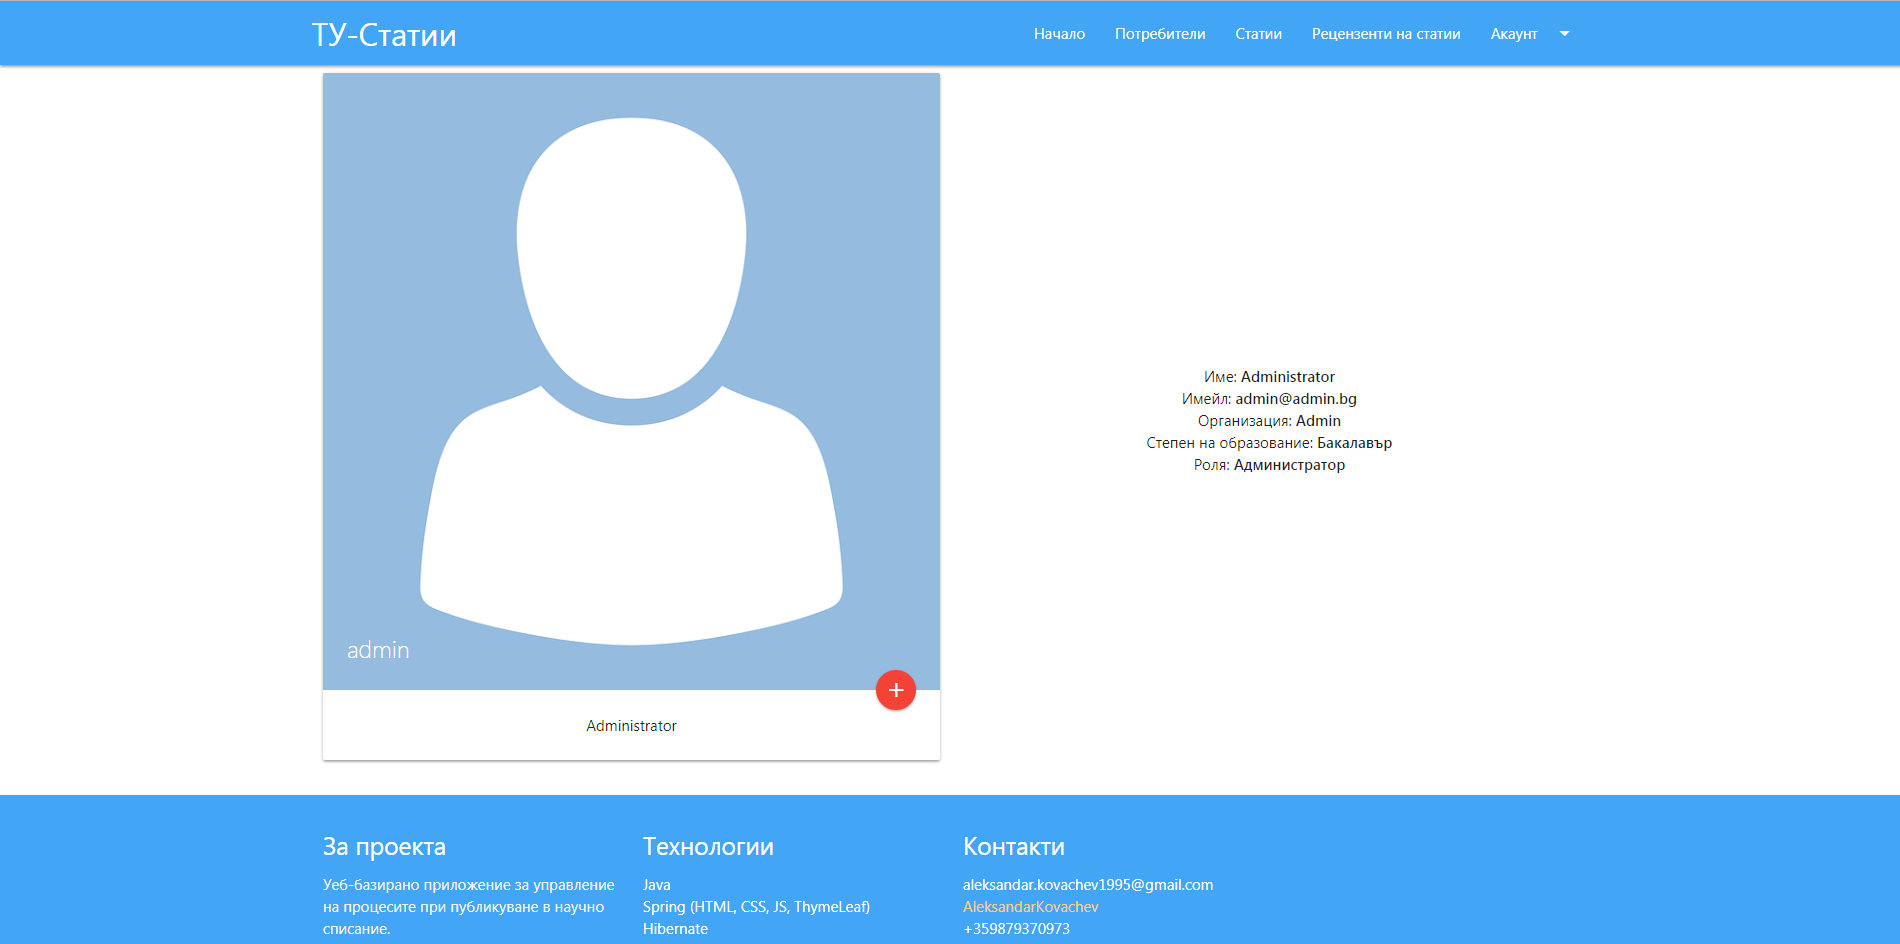 ТУ-Статии
Начало
Потребители
Статии
Рецензенти на статии
Акаунт
admin
Administrator
Име: Administrator
Имейл: admin@admin.bg
Организация: Admin
Степен на образование: Бакалавър
Роля: Администратор
За проекта
Уеб-базирано приложение за управление
на процесите при публикуване в научно
списание.
Технологии
Java
Spring (HTML, CSS, JS, ThymeLeaf)
Hibernate
Контакти
aleksandar.kovachev1995@gmail.com
AleksandarKovachev
+359879370973